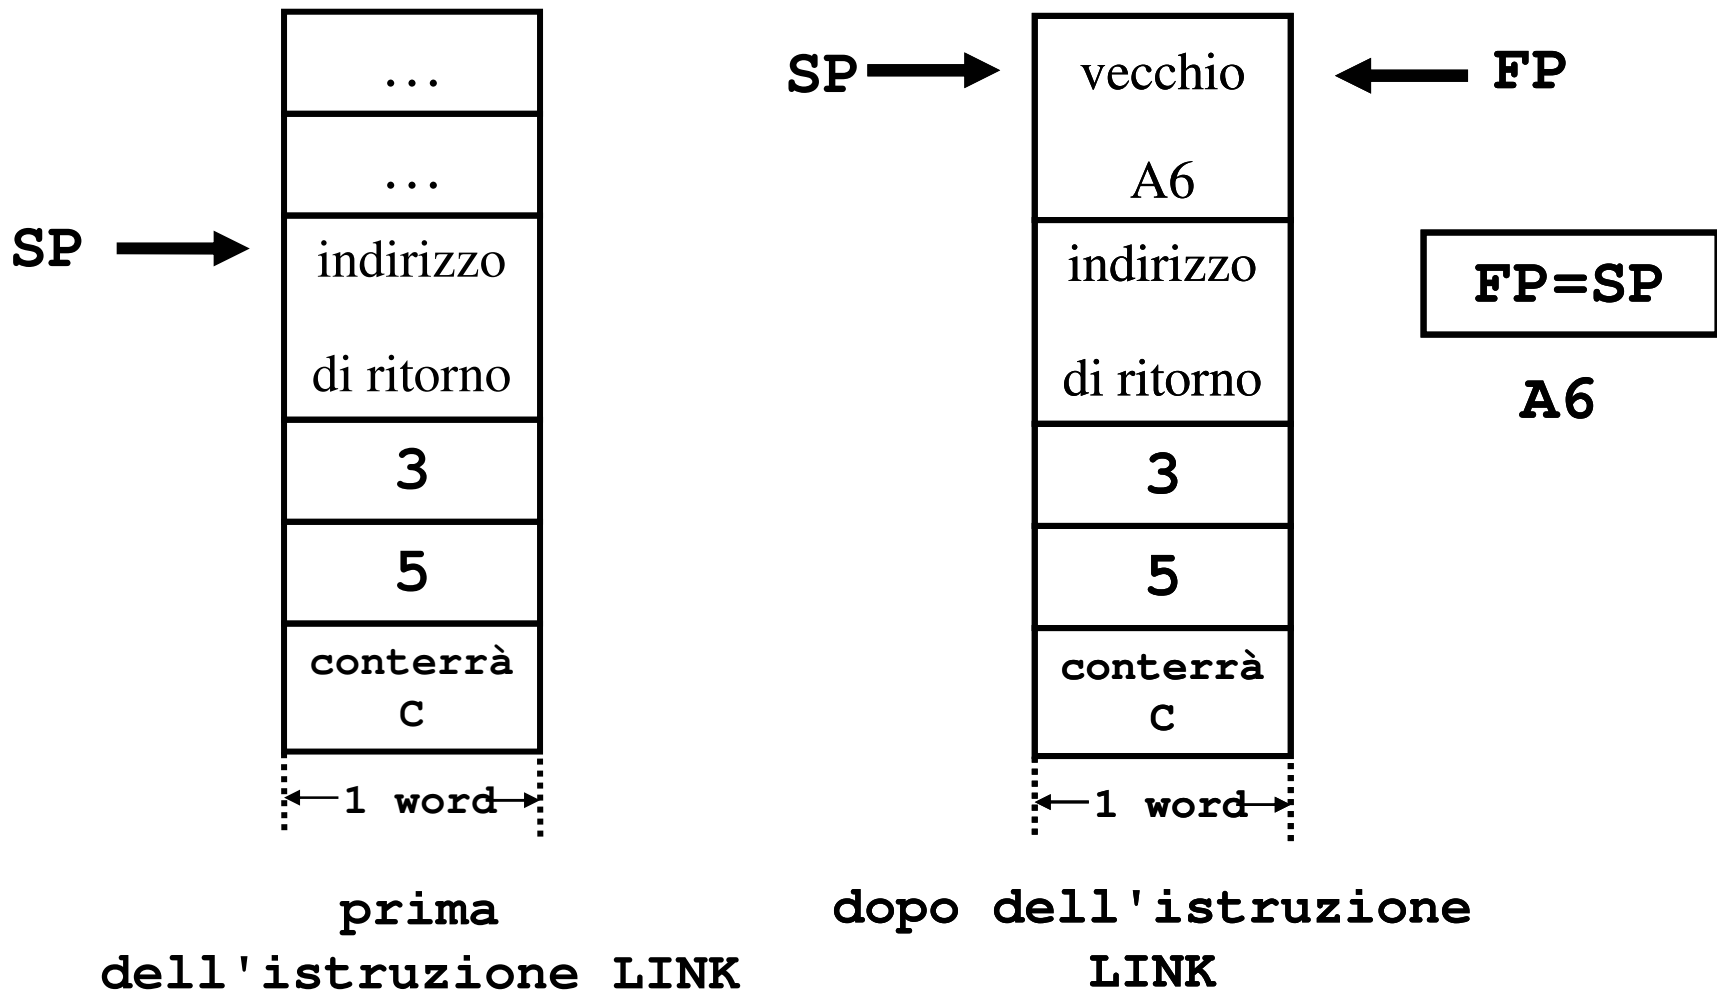 …
…
SP
indirizzo
di ritorno
3
5
conterrà
C
1 word
prima
dell'istruzione LINK
SP
vecchio
A6
FP
indirizzo
di ritorno
3
5
conterrà
C
1 word
FP=SP
A6
dopo dell'istruzione
LINK